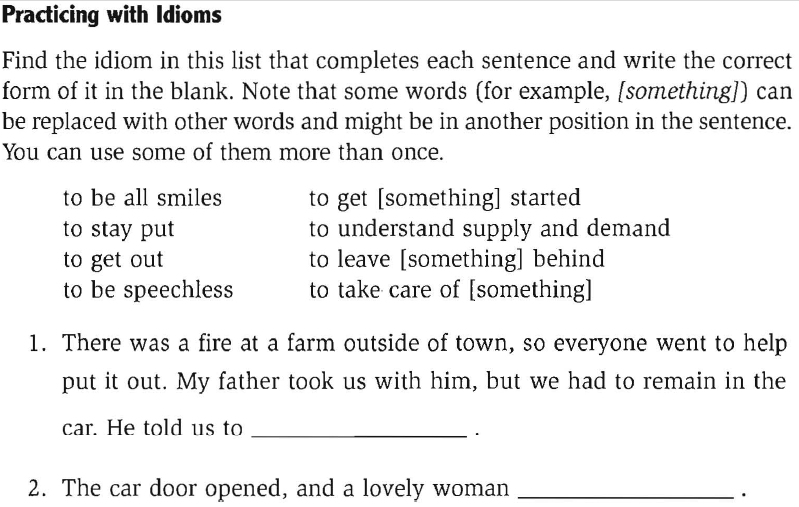 Practicing with Idioms
Find the idiom in this list that completes each sentence and write the correct
form of it in the blank. Note that some words (for example, [something]) can
be replaced with other words and might be in another position in the sentence.
You can use some of them more than once.
to be all smiles to get [something] started
to stay put to understand supply and demand
to get out to leave [something] behind
to be speechless to take care of [something]
1. There was a fire at a farm outside of town, so everyone went to help
put it out. My father took us with him, but we had to remain in the
car. He told us to ____________________ .
2. The car door opened, and a lovely woman ____________________ .